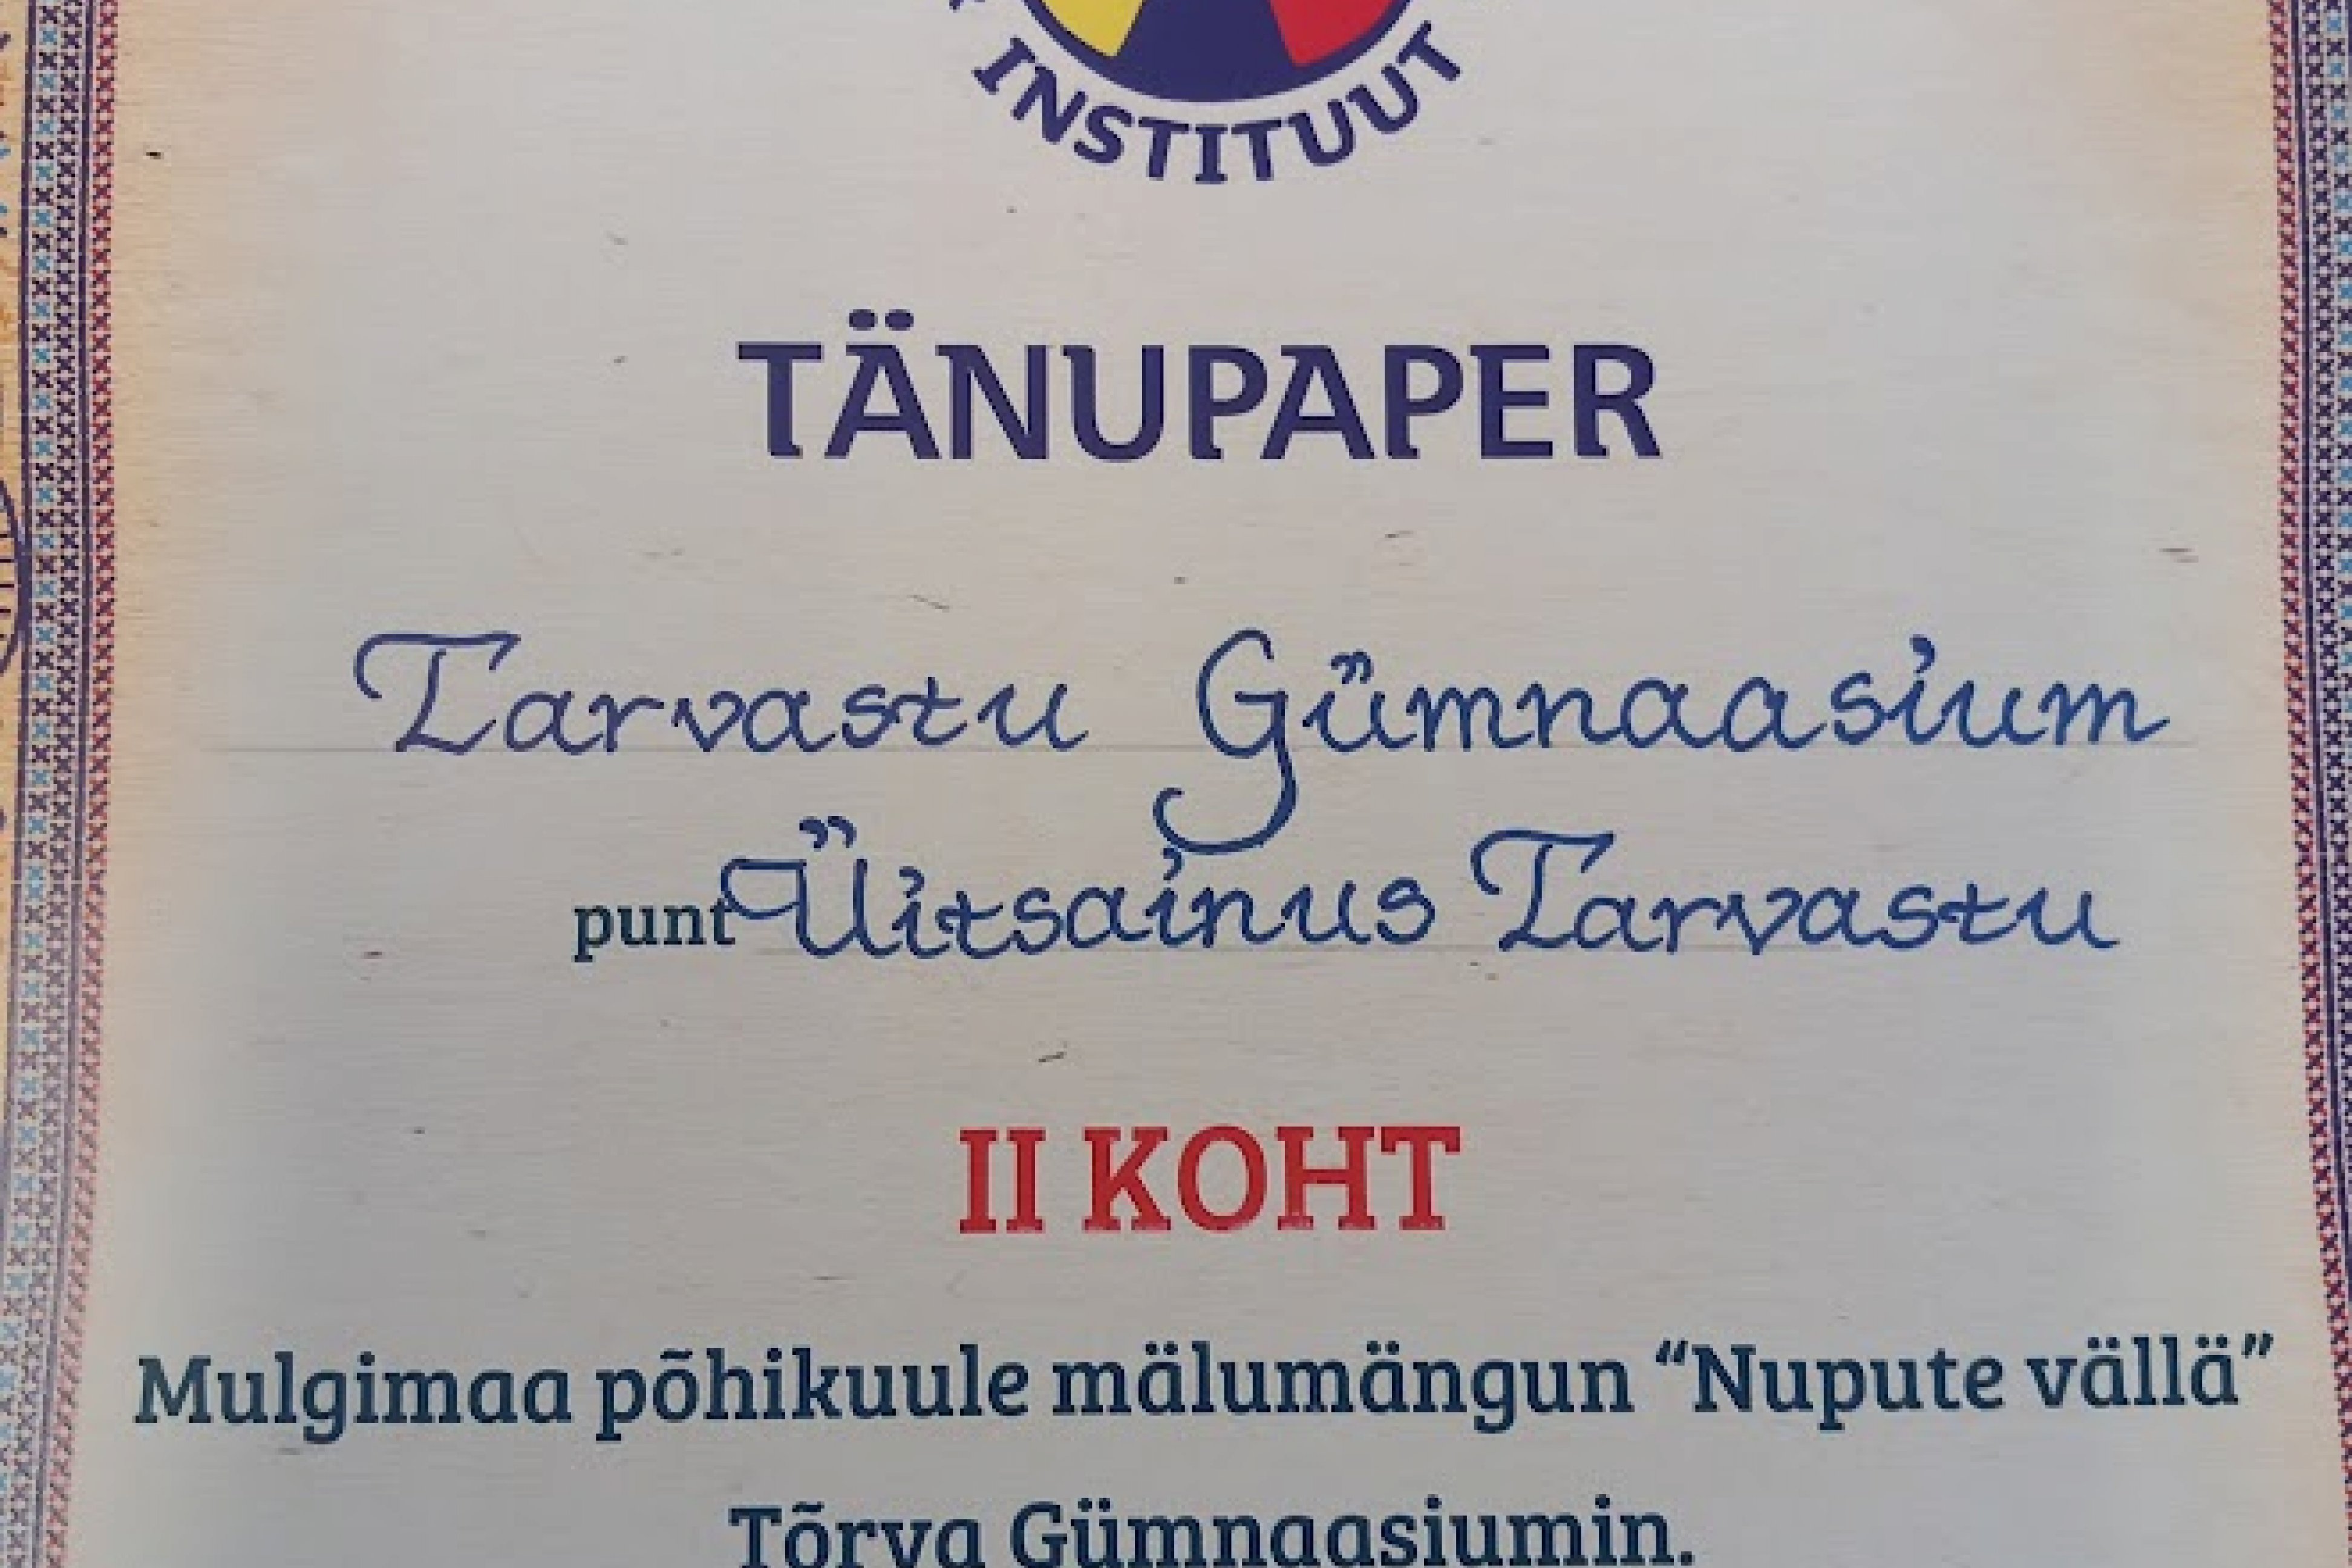 INSTITUUT
TÄNUPAPER
Tarvastu Gümnaasium
punt Üitsainus Tarvastu
II KOHT
Mulgimaa põhikuule mälumängun “Nupute vällä”
Tõrva Gümnaasiumin.